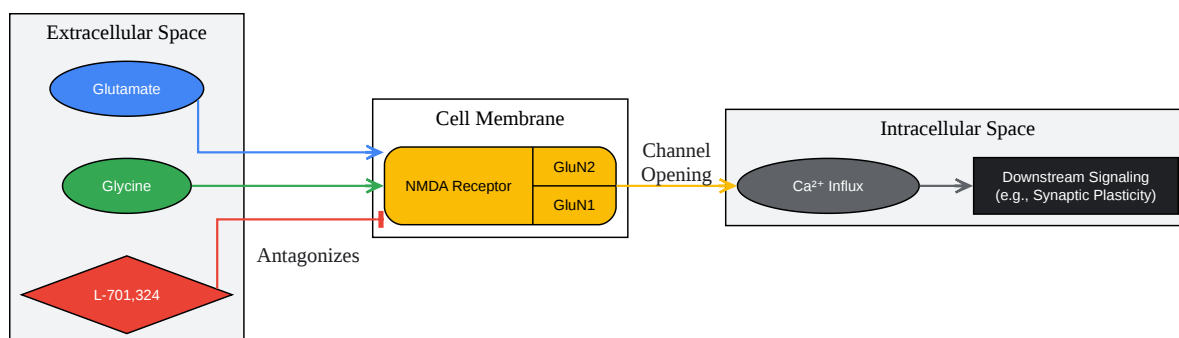 Extracellular Space
Glutamate
Glycine
L-701,324
Antagonizes
Cell Membrane
NMDA Receptor
GluN2
GluN1
Channel
Opening
Intracellular Space
Ca²⁺ Influx
Downstream Signaling
(e.g., Synaptic Plasticity)